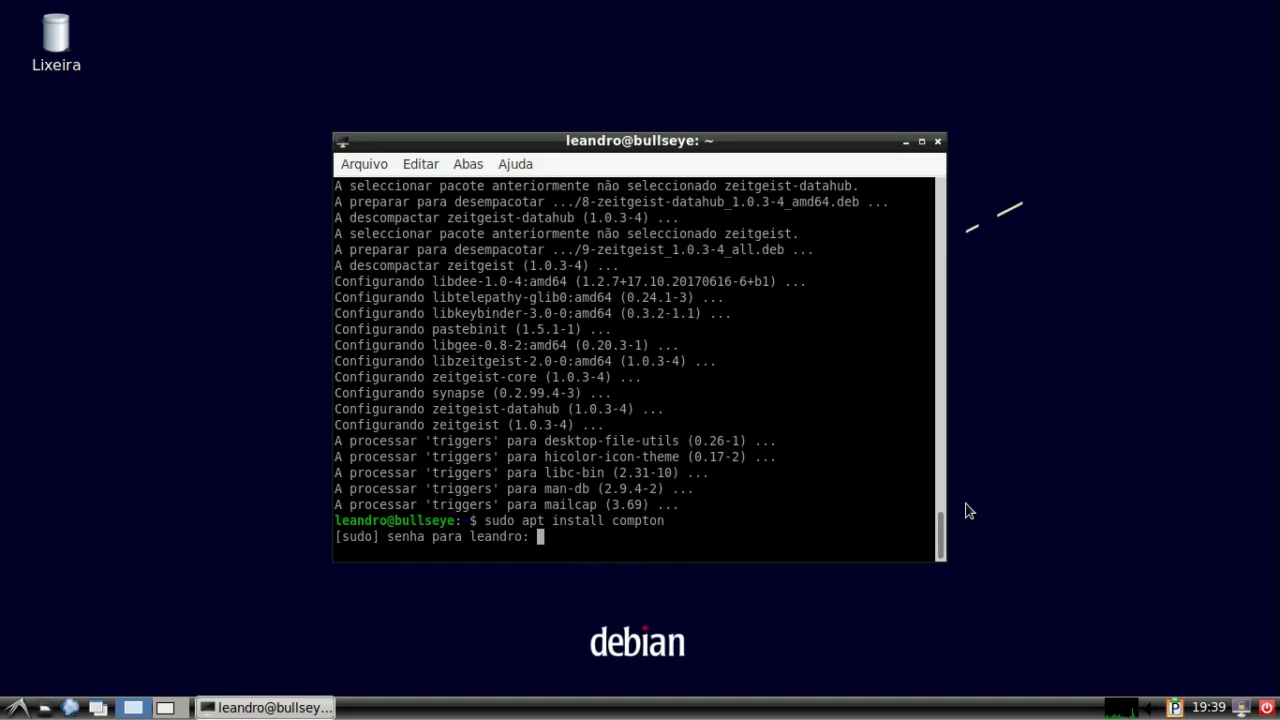 Lixeira
leandro@bullseye: ~
Arquivo Editar Abas Ajuda
A seleccionar pacote anteriormente não seleccionado zeitgeist-datahub.
A preparar para desempacotar .../8-zeitgeist-datahub_1.0.3-4_amd64.deb ...
A descompactar zeitgeist-datahub (1.0.3-4) ...
A seleccionar pacote anteriormente não seleccionado zeitgeist.
A preparar para desempacotar .../9-zeitgeist_1.0.3-4_all.deb ...
A descompactar zeitgeist (1.0.3-4) ...
Configurando libdee-1.0-4:amd64 (1.2.7+17.10.20170616-6+b1) ...
Configurando libtelepathy-glib0:amd64 (0.24.1-3) ...
Configurando libkeybinder-3.0-0:amd64 (0.3.2-1.1) ...
Configurando pastebinit (1.5.1-1) ...
Configurando libgee-0.8-2:amd64 (0.20.3-1) ...
Configurando libzeitgeist-2.0-0:amd64 (1.0.3-4) ...
Configurando zeitgeist-core (1.0.3-4) ...
Configurando synapse (0.2.99.4-3) ...
Configurando zeitgeist-datahub (1.0.3-4) ...
Configurando zeitgeist (1.0.3-4) ...
A processar 'triggers' para desktop-file-utils (0.26-1) ...
A processar 'triggers' para hicolor-icon-theme (0.17-2) ...
A processar 'triggers' para libc-bin (2.31-10) ...
A processar 'triggers' para man-db (2.9.4-2) ...
A processar 'triggers' para mailcap (3.69) ...
leandro@bullseye:~$ sudo apt install compton
[sudo] senha para leandro:
debian
leandro@bullsey... P 19:39